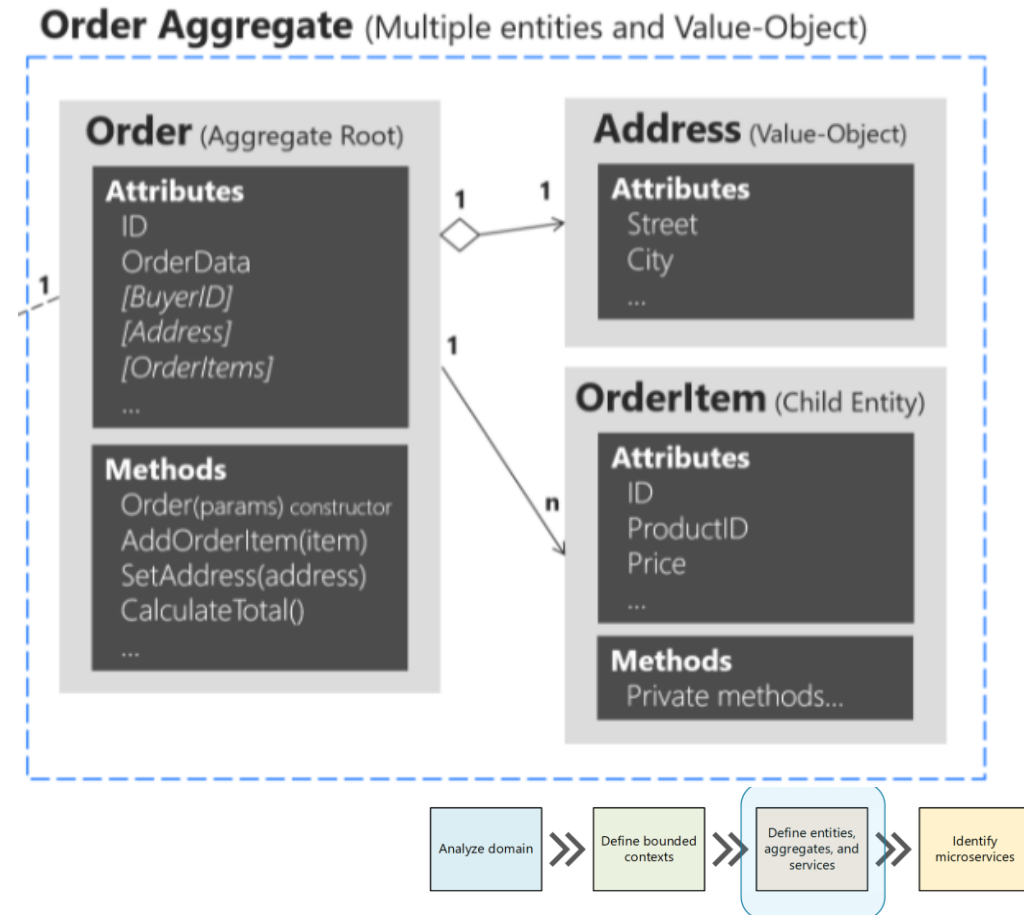 Order Aggregate (Multiple entities and Value-Object)
Order (Aggregate Root)
Attributes
ID
OrderData
[BuyerID]
[Address]
[OrderItems]
...
Methods
Order(params) constructor
AddOrderItem(item)
SetAddress(address)
CalculateTotal()
...
1
1
1
1
n
Address (Value-Object)
Attributes
Street
City
...
OrderItem (Child Entity)
Attributes
ID
ProductID
Price
...
Methods
Private methods...
Analyze domain
Define bounded
contexts
Define entities,
aggregates, and
services
Identify
microservices